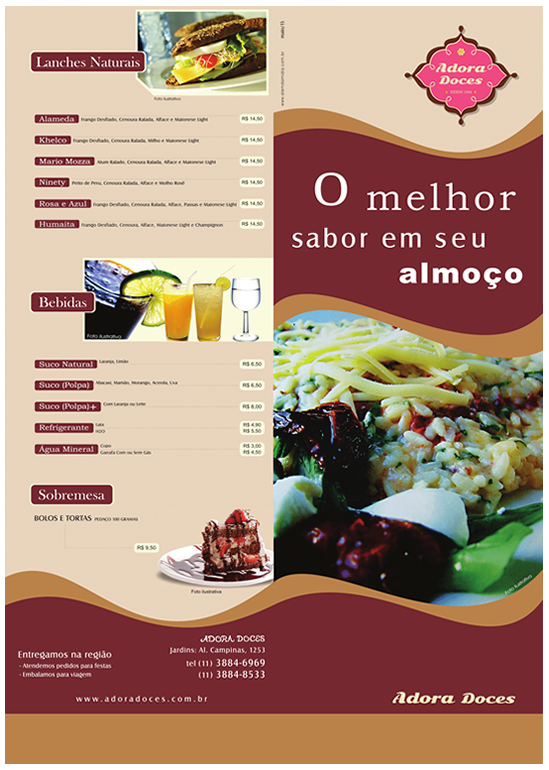 Lanches Naturais
Foto ilustrativa
Alameda Frango Desfiado, Cenoura Ralada, Alface e Maionese Light R$ 14,50
Khelco Frango Desfiado, Cenoura Ralada, Milho e Maionese Light R$ 14,50
Mario Mozza Atum Ralado, Cenoura Ralada, Alface e Maionese Light R$ 14,50
Ninety Peito de Peru, Cenoura Ralada, Alface e Molho Rosé R$ 14,50
Rosa e Azul Frango Desfiado, Cenoura Ralada, Alface, Passas e Maionese Light R$ 14,50
Humaita Frango Desfiado, Cenoura, Alface, Maionese Light e Champignon R$ 14,50
Bebidas
Foto ilustrativa
Suco Natural Laranja, Limão R$ 6,50
Suco (Polpa) Abacaxi, Mamão, Morango, Acerola, Uva R$ 6,50
Suco (Polpa)+ Com Laranja ou Leite R$ 8,00
Refrigerante Lata R$ 4,90
H2O R$ 5,50
Água Mineral Copo R$ 3,00
Garrafa Com ou Sem Gás R$ 4,50
Sobremesa
BOLOS E TORTAS PEDAÇO 100 GRAMAS
R$ 9,50
Foto ilustrativa
Entregamos na região
- Atendemos pedidos para festas
- Embalamos para viagem
ADORA DOCES
Jardins: Al. Campinas, 1253
tel (11) 3884-6969
(11) 3884-8533
www.adoradoces.com.br
Adora
Doces
O melhor
sabor em seu
almoço
Foto ilustrativa
Adora Doces